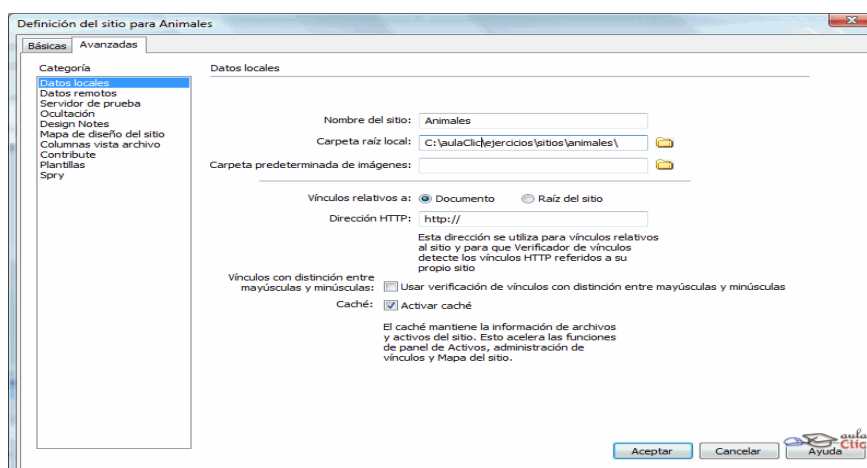 Definición del sitio para Animales
Básicas Avanzadas
Categoría
Datos locales
Datos remotos
Servidor de prueba
Ocultación
Design Notes
Mapa de diseño del sitio
Columnas vista archivo
Contribute
Plantillas
Spry
Datos locales
Nombre del sitio: Animales
Carpeta raíz local: C:\aulaClic\ejercicios\sitios\animales\
Carpeta predeterminada de imágenes:
Vínculos relativos a: Documento Raíz del sitio
Dirección HTTP: http://
Esta dirección se utiliza para vínculos relativos
al sitio y para que Verificador de vínculos
detecte los vínculos HTTP referidos a su
propio sitio
Vínculos con distinción entre
mayúsculas y minúsculas: Usar verificación de vínculos con distinción entre mayúsculas y minúsculas
Caché: Activar caché
El caché mantiene la información de archivos
y activos del sitio. Esto acelera las funciones
de panel de Activos, administración de
vínculos y Mapa del sitio.
Aceptar Cancelar Ayuda
aula
Clic